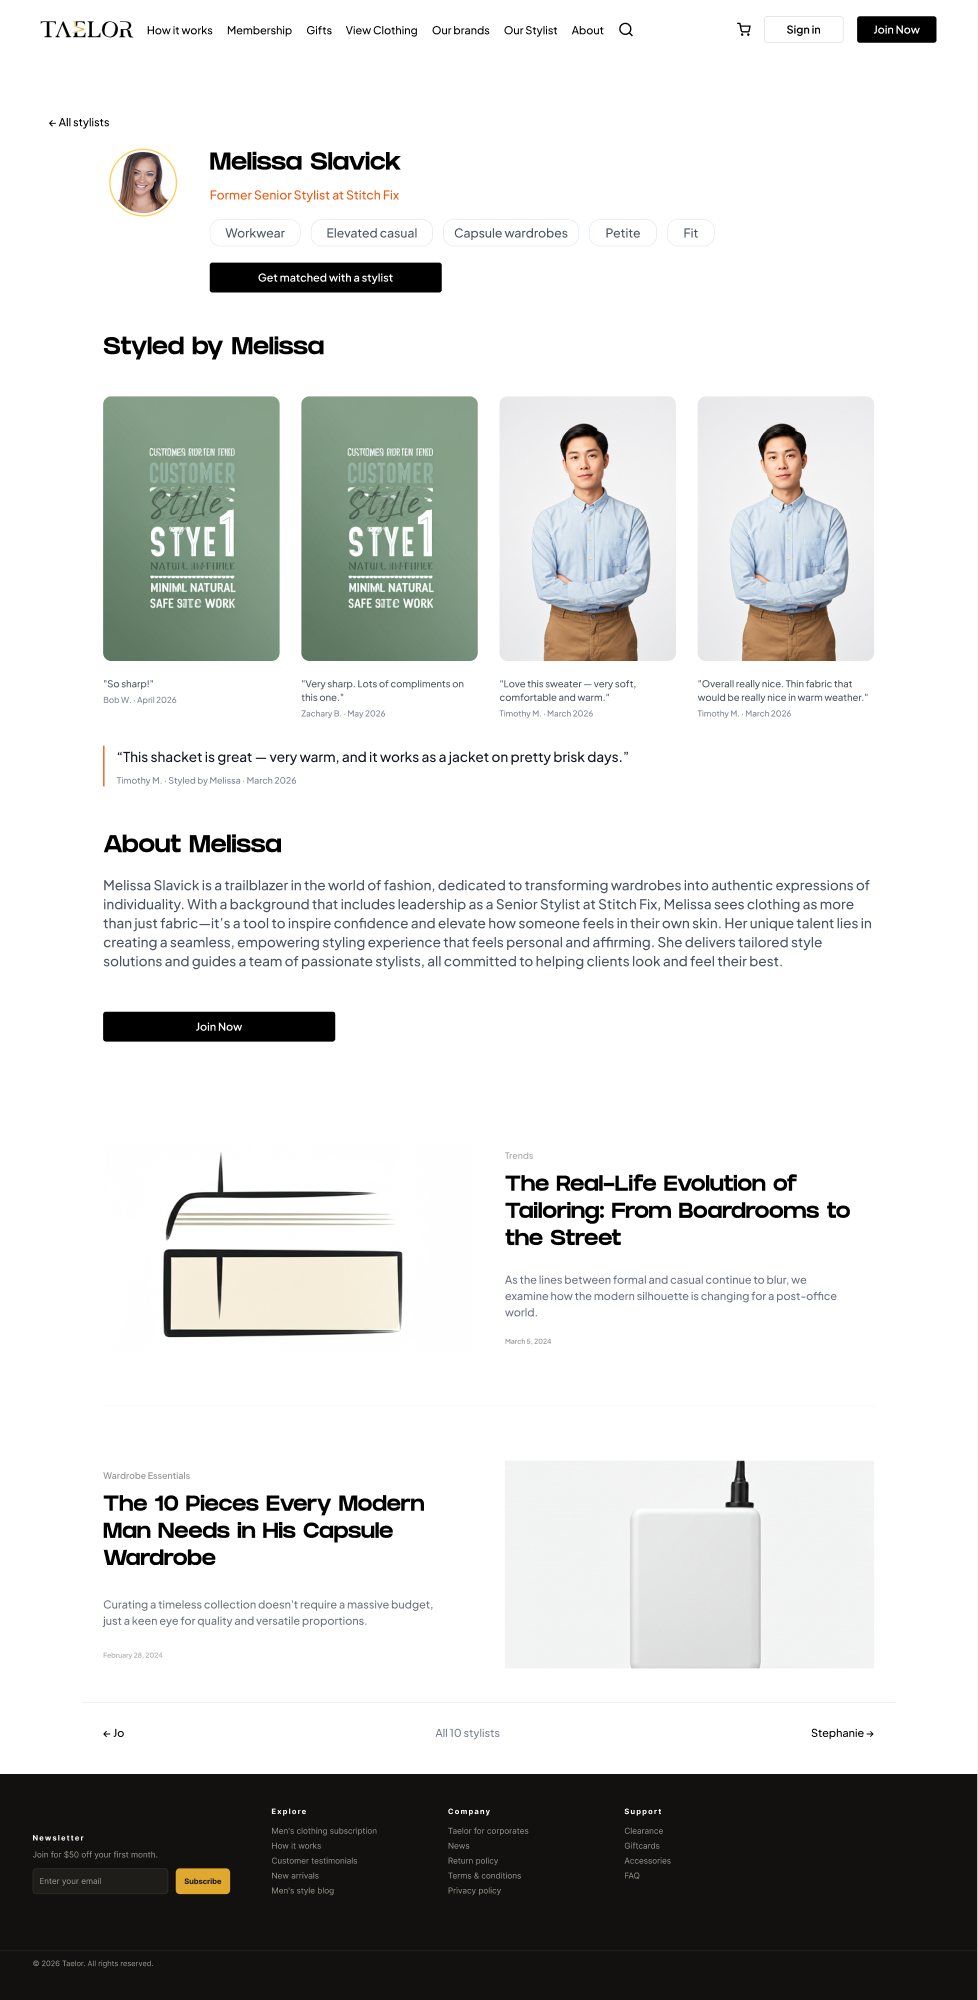 TAELOR
How it works Membership Gifts View Clothing Our brands Our Stylist About
Sign in
Join Now
← All stylists
Melissa Slavick
Former Senior Stylist at Stitch Fix
Workwear
Elevated casual
Capsule wardrobes
Petite
Fit
Get matched with a stylist
Styled by Melissa
CUSTOMER
Style
STYE1
MINIML NATURAL
SAFE WORK
CUSTOMER
Style
STYE1
MINIML NATURAL
SAFE WORK
"So sharp!"
Bob W. · April 2026
"Very sharp. Lots of compliments on
this one."
Zachary B. · May 2026
"Love this sweater — very soft,
comfortable and warm."
Timothy M. · March 2026
"Overall really nice. Thin fabric that
would be really nice in warm weather."
Timothy M. · March 2026
“This shacket is great — very warm, and it works as a jacket on pretty brisk days.”
Timothy M. · Styled by Melissa · March 2026
About Melissa
Melissa Slavick is a trailblazer in the world of fashion, dedicated to transforming wardrobes into authentic expressions of
individuality. With a background that includes leadership as a Senior Stylist at Stitch Fix, Melissa sees clothing as more
than just fabric—it’s a tool to inspire confidence and elevate how someone feels in their own skin. Her unique talent lies in
creating a seamless, empowering styling experience that feels personal and affirming. She delivers tailored style
solutions and guides a team of passionate stylists, all committed to helping clients look and feel their best.
Join Now
Trends
The Real-Life Evolution of
Tailoring: From Boardrooms to
the Street
As the lines between formal and casual continue to blur, we
examine how the modern silhouette is changing for a post-office
world.
March 5, 2024
Wardrobe Essentials
The 10 Pieces Every Modern
Man Needs in His Capsule
Wardrobe
Curating a timeless collection doesn't require a massive budget,
just a keen eye for quality and versatile proportions.
February 28, 2024
← Jo
All 10 stylists
Stephanie →
Newsletter
Join for $50 off your first month.
Enter your email
Subscribe
Explore
Men's clothing subscription
How it works
Customer testimonials
New arrivals
Men's style blog
Company
Taelor for corporates
News
Return policy
Terms & conditions
Privacy policy
Support
Clearance
Giftcards
Accessories
FAQ
© 2026 Taelor. All rights reserved.